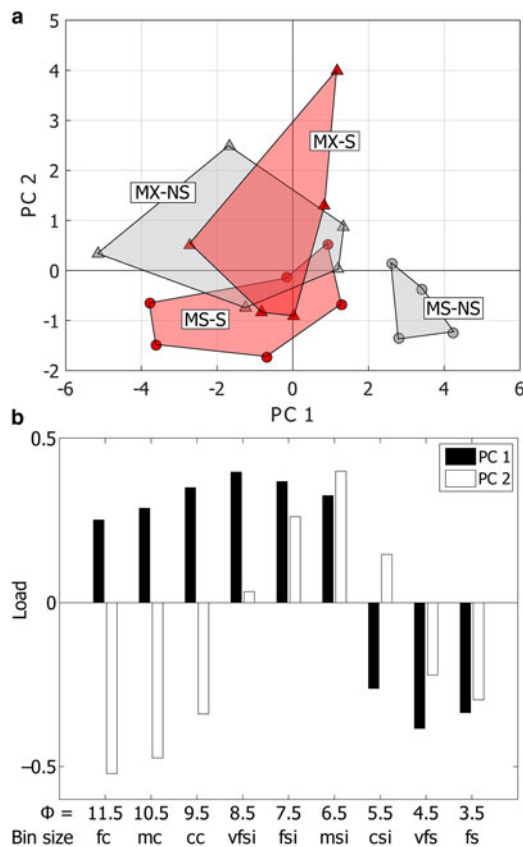 a
5
4
3
2
1
0
-1
-2
PC 2
MX-S
MX-NS
MS-S
MS-NS
-6 -4 -2 0 2 4 6
PC 1
b
0.5
0
−0.5
Load
PC 1
PC 2
Φ = 11.5 10.5 9.5 8.5 7.5 6.5 5.5 4.5 3.5
Bin size fc mc cc vfsi fsi msi csi vfs fs